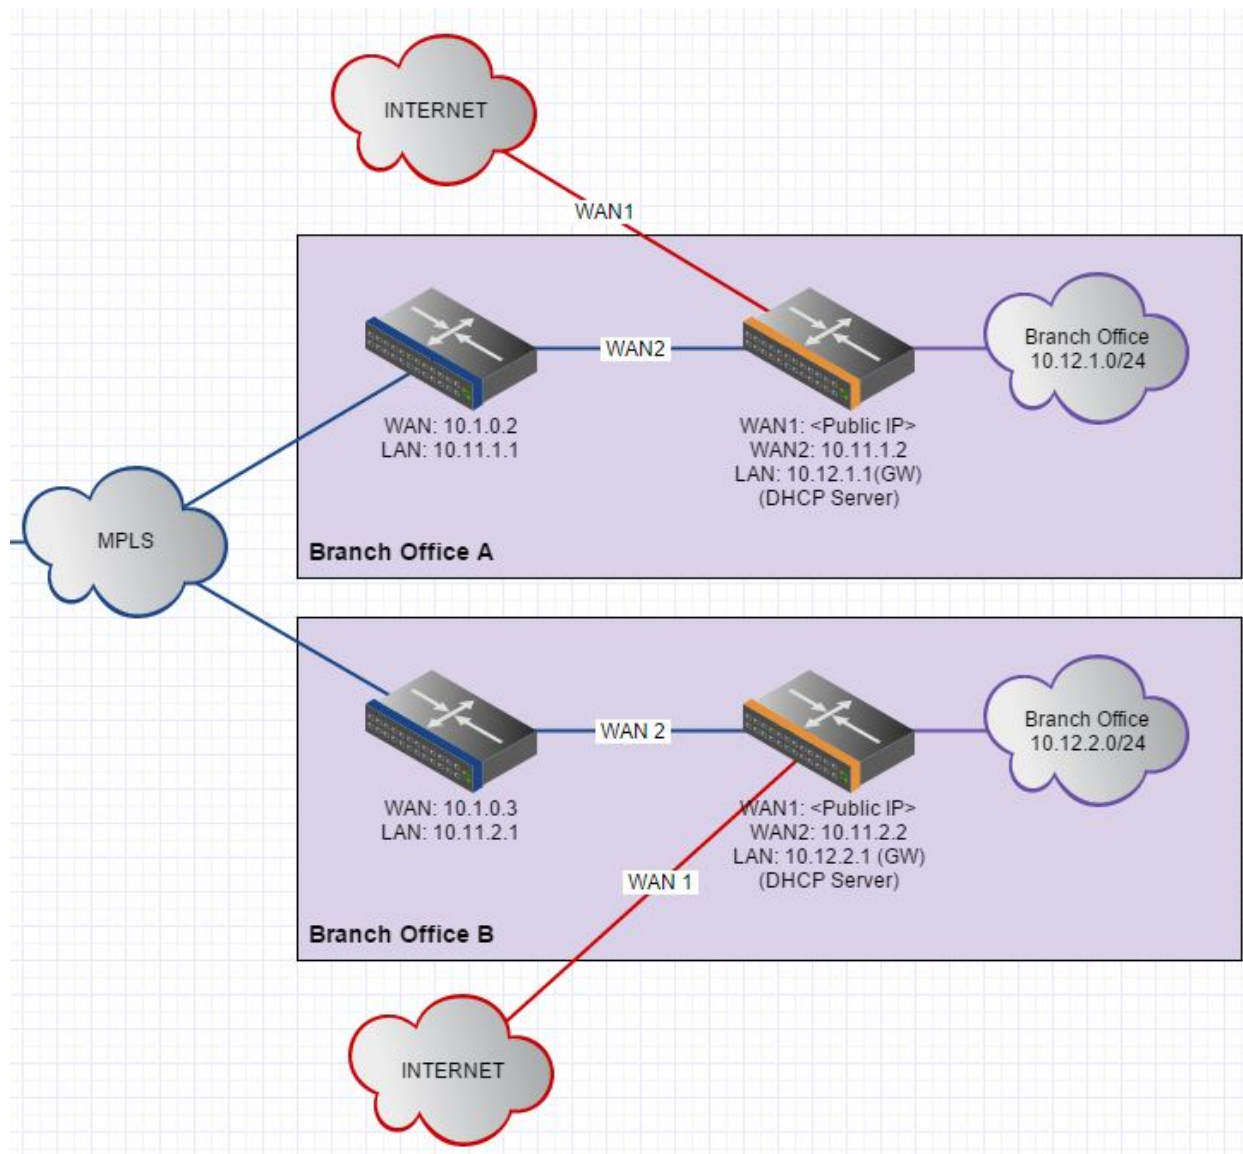 INTERNET
WAN1
WAN2
Branch Office
10.12.1.0/24
WAN: 10.1.0.2
LAN: 10.11.1.1
WAN1: <Public IP>
WAN2: 10.11.1.2
LAN: 10.12.1.1(GW)
(DHCP Server)
MPLS
Branch Office A
WAN 2
Branch Office
10.12.2.0/24
WAN: 10.1.0.3
LAN: 10.11.2.1
WAN1: <Public IP>
WAN2: 10.11.2.2
LAN: 10.12.2.1 (GW)
(DHCP Server)
WAN 1
Branch Office B
INTERNET